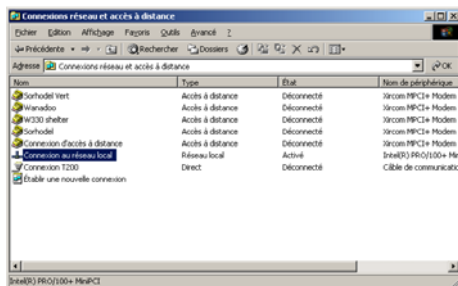 Connexions réseau et accès à distance
Fichier Edition Affichage Favoris Outils Avancé ?
Précédente Rechercher Dossiers
Adresse Connexions réseau et accès à distance OK
Nom Type État Nom de périphérique
Sorhodel Vert Accès à distance Déconnecté Xircom MPCI+ Modem
Wanadoo Accès à distance Déconnecté Xircom MPCI+ Modem
W330 shelter Accès à distance Déconnecté Xircom MPCI+ Modem
Sorhodel Accès à distance Déconnecté Xircom MPCI+ Modem
Connexion d'accès à distance Accès à distance Déconnecté Xircom MPCI+ Modem
Connexion au réseau local Réseau local Activé Intel(R) PRO/100+ Mi
Connexion T200 Direct Déconnecté Câble de communicatio
Établir une nouvelle connexion
Intel(R) PRO/100+ MiniPCI